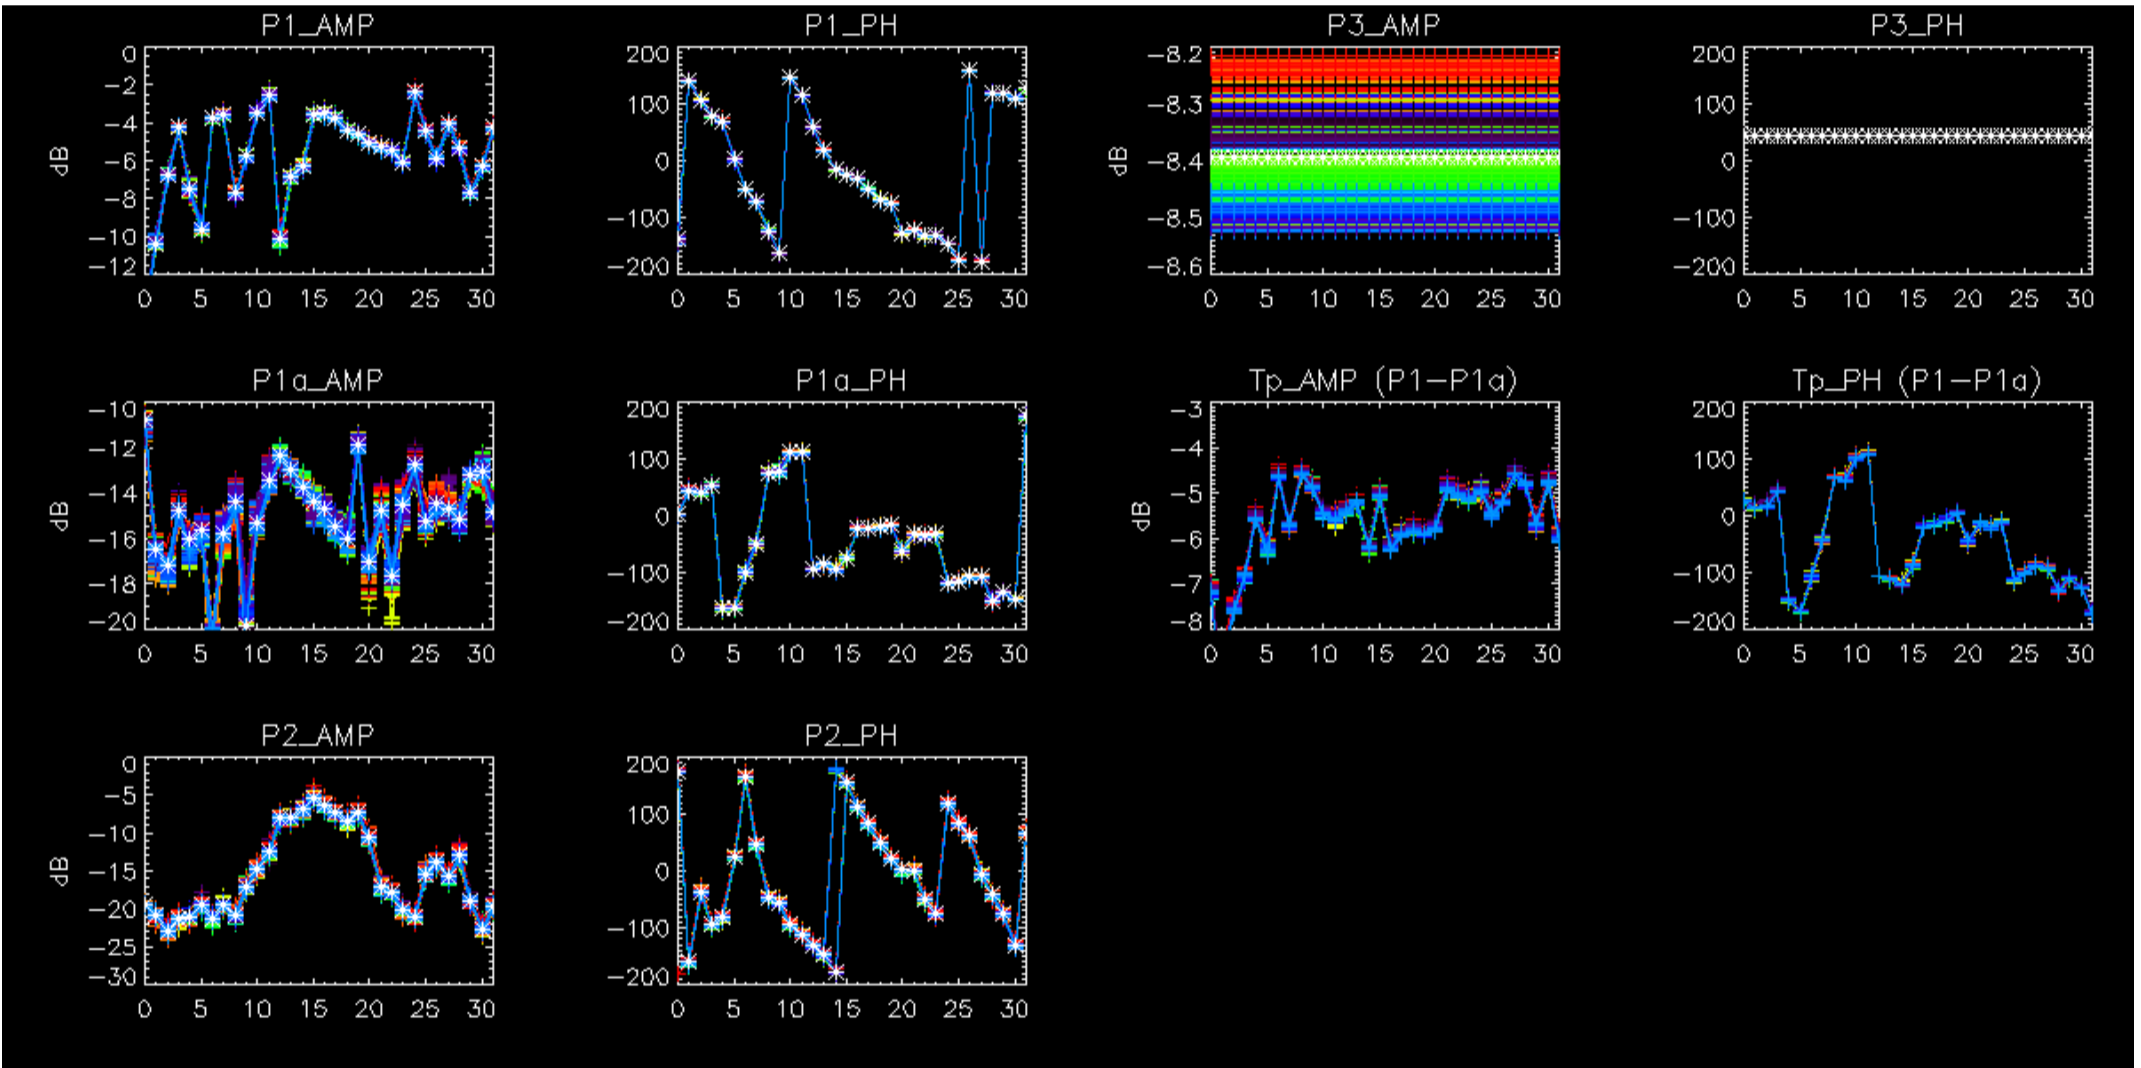 P1_AMP
P1_PH
P3_AMP
P3_PH
0
−2
−4
−6
−8
−10
−12
dB
0 5 10 15 20 25 30
200
100
0
−100
−200
0 5 10 15 20 25 30
−8.2
−8.3
−8.4
−8.5
−8.6
dB
0 5 10 15 20 25 30
200
100
0
−100
−200
0 5 10 15 20 25 30
P1a_AMP
P1a_PH
Tp_AMP (P1−P1a)
Tp_PH (P1−P1a)
−10
−12
−14
−16
−18
−20
dB
0 5 10 15 20 25 30
200
100
0
−100
−200
0 5 10 15 20 25 30
−3
−4
−5
−6
−7
−8
dB
0 5 10 15 20 25 30
200
100
0
−100
−200
0 5 10 15 20 25 30
P2_AMP
P2_PH
0
−5
−10
−15
−20
−25
−30
dB
0 5 10 15 20 25 30
200
100
0
−100
−200
0 5 10 15 20 25 30